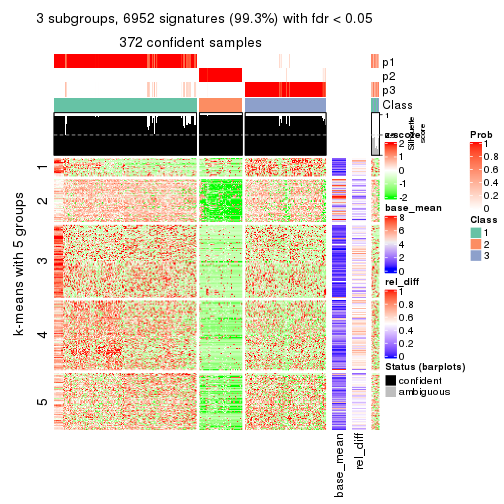 3 subgroups, 6952 signatures (99.3%) with fdr < 0.05
372 confident samples
p1
p2
p3
Class
1
Silhouette
score
k-means with 5 groups
1
2
3
4
5
base_mean
rel_diff
z-score
2
1
0
-1
-2
base_mean
8
6
4
2
0
rel_diff
1
0.8
0.6
0.4
0.2
0
Status (barplots)
confident
ambiguous
Prob
1
0.8
0.6
0.4
0.2
0
Class
1
2
3